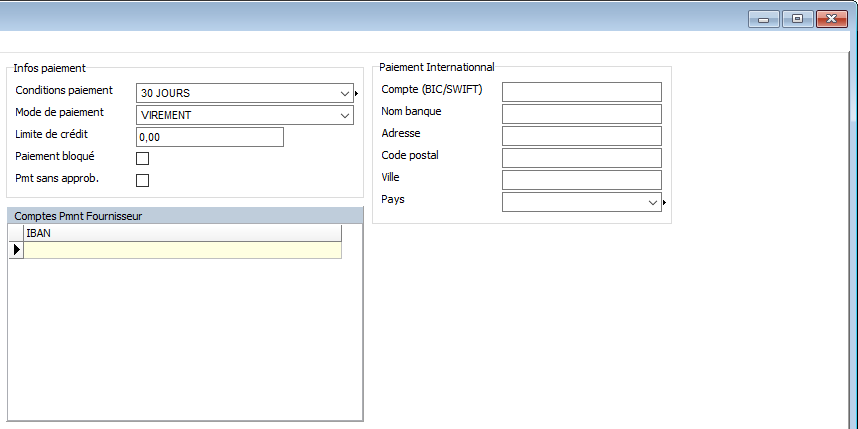 Infos paiement
Conditions paiement 30 JOURS
Mode de paiement VIREMENT
Limite de crédit 0,00
Paiement bloqué
Pmt sans approb.
Comptes Pmnt Fournisseur
IBAN
Paiement Internationnal
Compte (BIC/SWIFT)
Nom banque
Adresse
Code postal
Ville
Pays